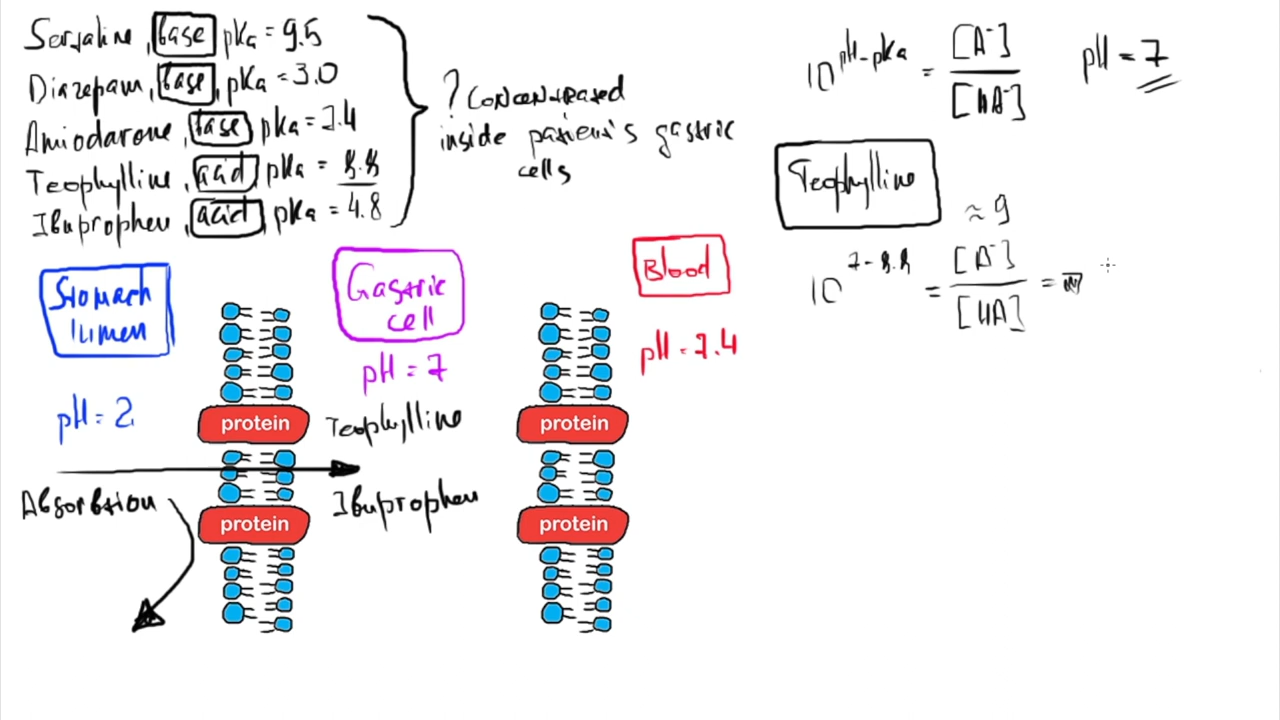 Sertraline, base pKa = 9.5
Diazepam, base, pKa = 3.0
Amiodarone, base pKa = 7.4
Teophylline, acid, pKa = 8.8
Ibuprophen, acid, pKa = 4.8
? Concentrated
inside patient's gastric
cells
10^pH-pKa = [A⁻] / [HA⁻]
pH = 7
Teophylline
≈ 9
10^7-8.8 = [A⁻] / [HA] =
Stomach
lumen
pH = 2
Gastric
cell
pH = 7
Blood
pH = 7.4
protein
Teophylline
protein
Absorbtion
Ibuprophen
protein
protein